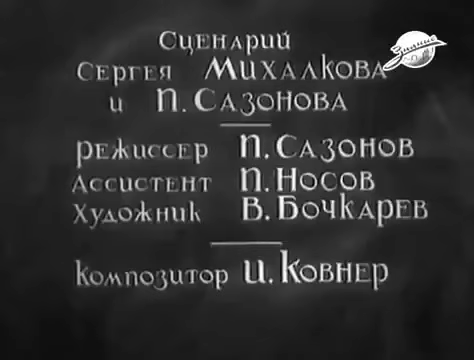 Сценарий
Сергея Михалкова
и П. Сазонова
Режиссер П. Сазонов
Ассистент П. Носов
Художник В. Бочкарев
Композитор И. Ковнер